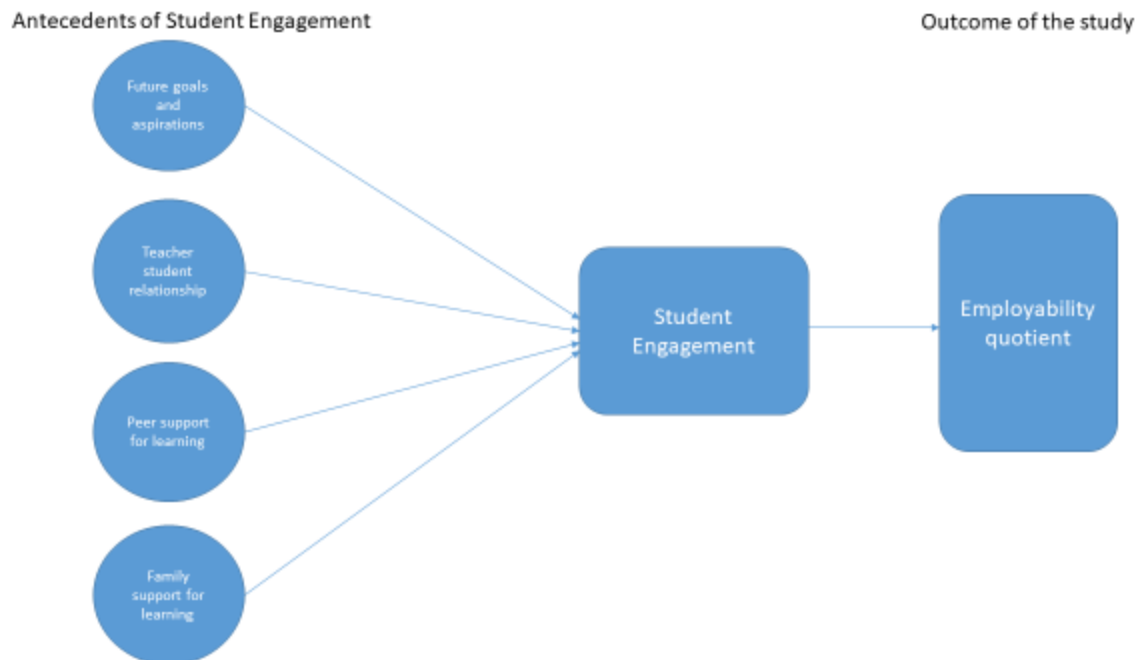 Antecedents of Student Engagement
Outcome of the study
Future goals
and
aspirations
Teacher
student
relationship
Peer support
for learning
Family
support for
learning
Student
Engagement
Employability
quotient